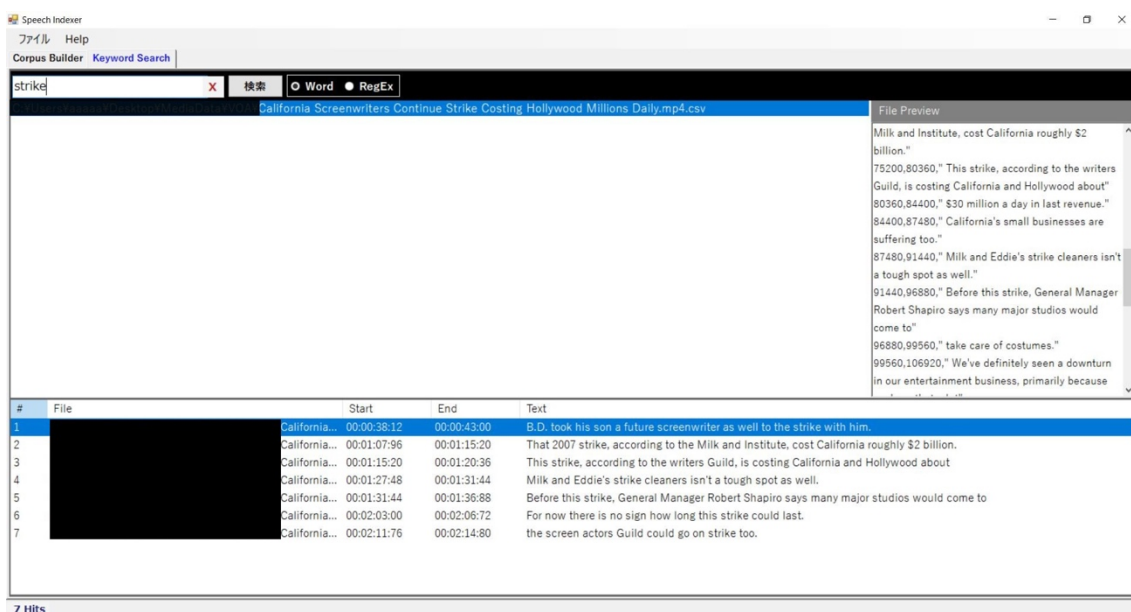 Speech Indexer
ファイル Help
Corpus Builder Keyword Search
strike X 検索 Word RegEx
California Screenwriters Continue Strike Costing Hollywood Millions Daily.mp4.csv
File Preview
Milk and Institute, cost California roughly $2
billion."
75200,80360," This strike, according to the writers
Guild, is costing California and Hollywood about"
80360,84400," $30 million a day in last revenue."
84400,87480," California's small businesses are
suffering too."
87480,91440," Milk and Eddie's strike cleaners isn't
a tough spot as well."
91440,96880," Before this strike, General Manager
Robert Shapiro says many major studios would
come to"
96880,99560," take care of costumes."
99560,106920," We've definitely seen a downturn
in our entertainment business, primarily because
# File Start End Text
1 California... 00:00:38:12 00:00:43:00 B.D. took his son a future screenwriter as well to the strike with him.
2 California... 00:01:07:96 00:01:15:20 That 2007 strike, according to the Milk and Institute, cost California roughly $2 billion.
3 California... 00:01:15:20 00:01:20:36 This strike, according to the writers Guild, is costing California and Hollywood about
4 California... 00:01:27:48 00:01:31:44 Milk and Eddie's strike cleaners isn't a tough spot as well.
5 California... 00:01:31:44 00:01:36:88 Before this strike, General Manager Robert Shapiro says many major studios would come to
6 California... 00:02:03:00 00:02:06:72 For now there is no sign how long this strike could last.
7 California... 00:02:11:76 00:02:14:80 the screen actors Guild could go on strike too.
7 Hits